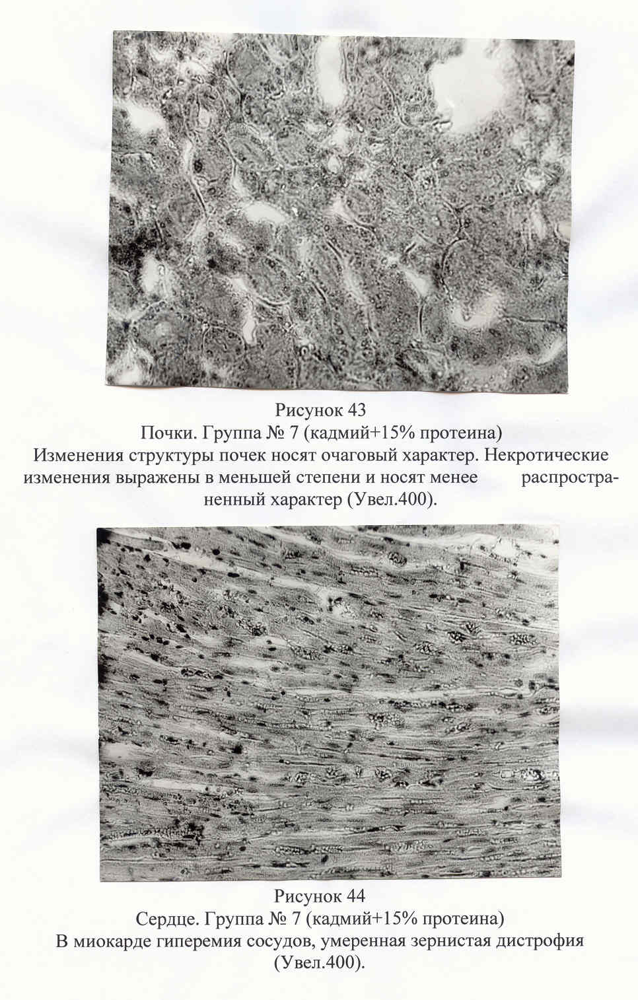 Рисунок 43
Почки. Группа № 7 (кадмий+15% протеина)
Изменения структуры почек носят очаговый характер. Некротические
изменения выражены в меньшей степени и носят менее распростра-
ненный характер (Увел.400).
Рисунок 44
Сердце. Группа № 7 (кадмий+15% протеина)
В миокарде гиперемия сосудов, умеренная зернистая дистрофия
(Увел.400).